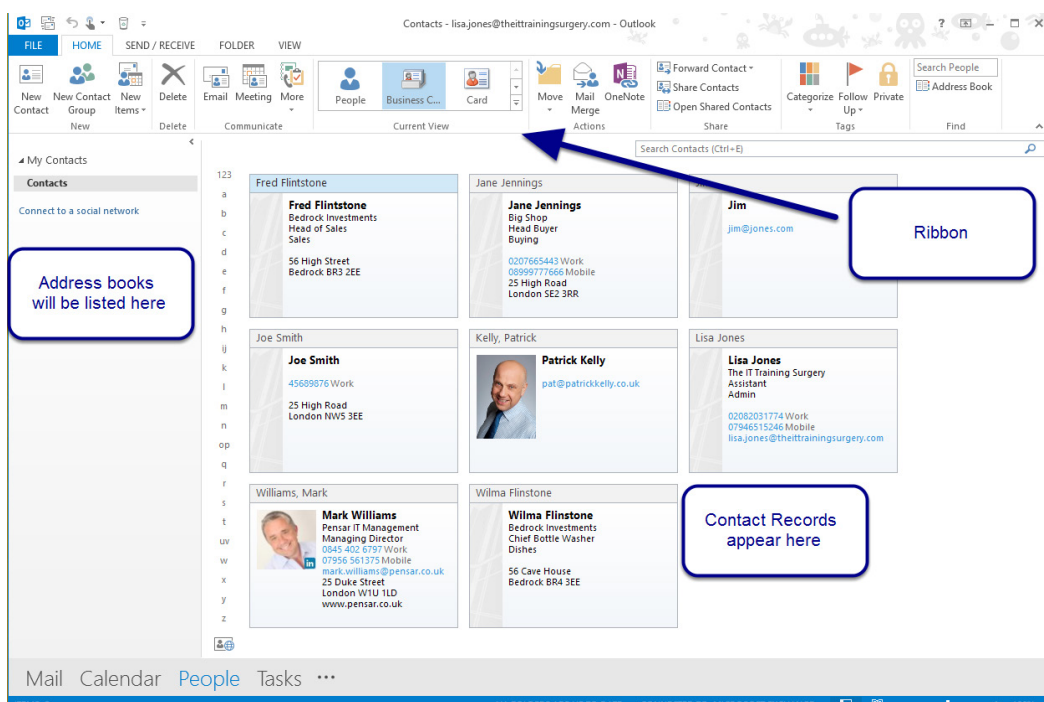 Contacts - lisa.jones@theittrainingsurgery.com - Outlook
FILE HOME SEND / RECEIVE FOLDER VIEW
New Contact
New Contact Group
New Items
Delete
Email
Meeting
More
People
Business C...
Card
Move
Mail Merge
OneNote
Forward Contact
Share Contacts
Open Shared Contacts
Categorize
Follow Up
Private
Search People
Address Book
New Delete Communicate Current View Actions Share Tags Find
My Contacts
Contacts
Connect to a social network
Address books
will be listed here
Search Contacts (Ctrl+E)
Ribbon
123
a
b
c
d
e
f
g
h
ij
k
l
m
n
op
q
r
s
t
uv
w
x
y
z
Fred Flintstone
Fred Flintstone
Bedrock Investments
Head of Sales
Sales
56 High Street
Bedrock BR3 2EE
Jane Jennings
Jane Jennings
Big Shop
Head Buyer
Buying
0207665443 Work
08999777666 Mobile
25 High Road
London SE2 3RR
Jim
jim@jones.com
Joe Smith
Joe Smith
45689876 Work
25 High Road
London NW5 3EE
Kelly, Patrick
Patrick Kelly
pat@patrickkelly.co.uk
Lisa Jones
Lisa Jones
The IT Training Surgery
Assistant
Admin
02082031774 Work
07946515246 Mobile
lisa.jones@theittrainingsurgery.com
Williams, Mark
Mark Williams
Pensar IT Management
Managing Director
0845 402 6797 Work
07956 561375 Mobile
mark.williams@pensar.co.uk
25 Duke Street
London W1U 1LD
www.pensar.co.uk
in
Wilma Flinstone
Wilma Flinstone
Bedrock Investments
Chief Bottle Washer
Dishes
56 Cave House
Bedrock BR4 3EE
Contact Records
appear here
Mail Calendar People Tasks ...